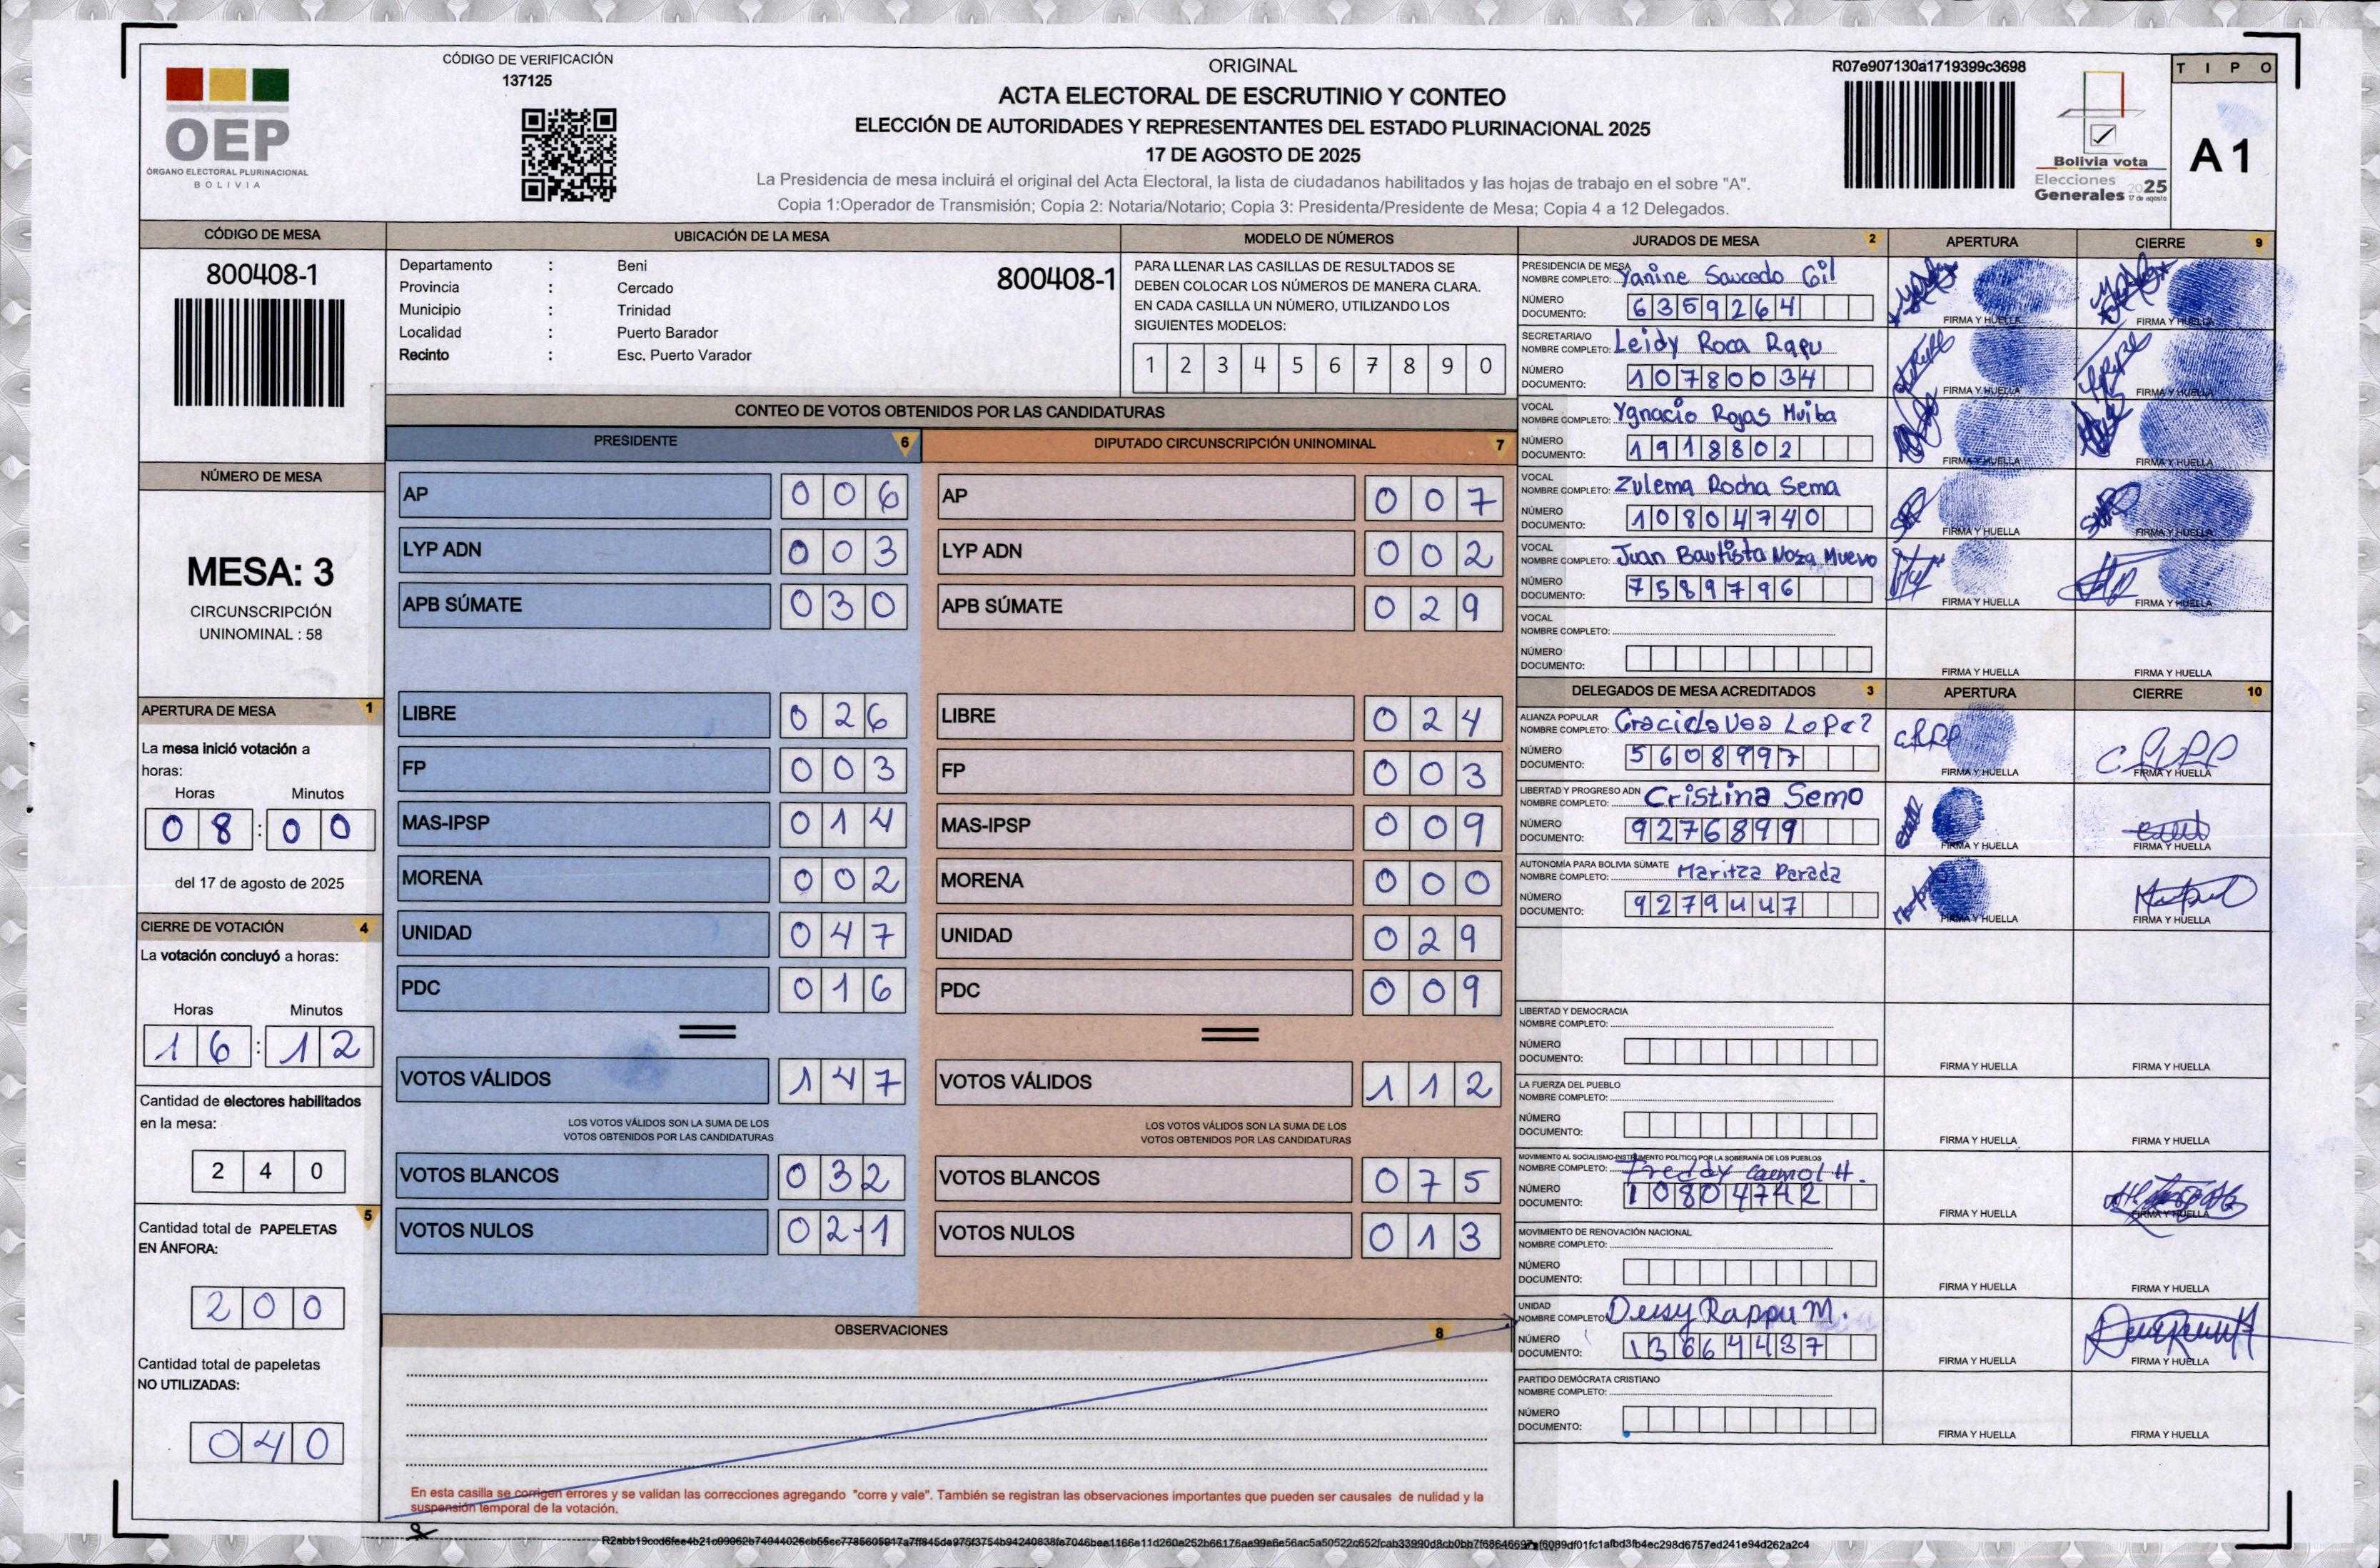 CÓDIGO DE VERIFICACIÓN
137125
OEP
ÓRGANO ELECTORAL PLURINACIONAL
BOLIVIA
ORIGINAL
ACTA ELECTORAL DE ESCRUTINIO Y CONTEO
ELECCIÓN DE AUTORIDADES Y REPRESENTANTES DEL ESTADO PLURINACIONAL 2025
17 DE AGOSTO DE 2025
La Presidencia de mesa incluirá el original del Acta Electoral, la lista de ciudadanos habilitados y las hojas de trabajo en el sobre "A".
Copia 1:Operador de Transmisión; Copia 2: Notaria/Notario; Copia 3: Presidenta/Presidente de Mesa; Copia 4 a 12 Delegados.
R07e907130a1719399c3698
Bolivia vota
Elecciones
Generales 2025
17 de agosto
TIPO
A1
CÓDIGO DE MESA
800408-1
UBICACIÓN DE LA MESA
Departamento : Beni
Provincia : Cercado
Municipio : Trinidad
Localidad : Puerto Barador
Recinto : Esc. Puerto Varador
800408-1
MODELO DE NÚMEROS
PARA LLENAR LAS CASILLAS DE RESULTADOS SE
DEBEN COLOCAR LOS NÚMEROS DE MANERA CLARA.
EN CADA CASILLA UN NÚMERO, UTILIZANDO LOS
SIGUIENTES MODELOS:
1 2 3 4 5 6 7 8 9 0
NÚMERO DE MESA
MESA: 3
CIRCUNSCRIPCIÓN
UNINOMINAL : 58
APERTURA DE MESA 1
La mesa inició votación a
horas:
Horas Minutos
08:00
del 17 de agosto de 2025
CIERRE DE VOTACIÓN 4
La votación concluyó a horas:
Horas Minutos
16:12
Cantidad de electores habilitados
en la mesa:
240
5
Cantidad total de PAPELETAS
EN ÁNFORA:
200
Cantidad total de papeletas
NO UTILIZADAS:
040
CONTEO DE VOTOS OBTENIDOS POR LAS CANDIDATURAS
PRESIDENTE 6
AP 006
LYP ADN 003
APB SÚMATE 030
LIBRE 026
FP 003
MAS-IPSP 014
MORENA 002
UNIDAD 047
PDC 016
VOTOS VÁLIDOS 147
LOS VOTOS VÁLIDOS SON LA SUMA DE LOS
VOTOS OBTENIDOS POR LAS CANDIDATURAS
VOTOS BLANCOS 032
VOTOS NULOS 021
DIPUTADO CIRCUNSCRIPCIÓN UNINOMINAL 7
AP 007
LYP ADN 002
APB SÚMATE 029
LIBRE 024
FP 003
MAS-IPSP 009
MORENA 000
UNIDAD 029
PDC 009
VOTOS VÁLIDOS 112
LOS VOTOS VÁLIDOS SON LA SUMA DE LOS
VOTOS OBTENIDOS POR LAS CANDIDATURAS
VOTOS BLANCOS 075
VOTOS NULOS 013
OBSERVACIONES 8
En esta casilla se corrigen errores y se validan las correcciones agregando "corre y vale". También se registran las observaciones importantes que pueden ser causales de nulidad y la
suspensión temporal de la votación.
JURADOS DE MESA 2 APERTURA CIERRE 9
PRESIDENCIA DE MESA
NOMBRE COMPLETO: Yanine Saucedo Gil
NÚMERO
DOCUMENTO: 6359264
FIRMA Y HUELLA FIRMA Y HUELLA
SECRETARIA/O
NOMBRE COMPLETO: Leidy Roca Rapu
NÚMERO
DOCUMENTO: 10780034
FIRMA Y HUELLA FIRMA Y HUELLA
VOCAL
NOMBRE COMPLETO: Ygnacio Rojas Muiba
NÚMERO
DOCUMENTO: 1918802
FIRMA Y HUELLA FIRMA Y HUELLA
VOCAL
NOMBRE COMPLETO: Zulema Rocha Sema
NÚMERO
DOCUMENTO: 10804740
FIRMA Y HUELLA FIRMA Y HUELLA
VOCAL
NOMBRE COMPLETO: Juan Bautista Noza Muevo
NÚMERO
DOCUMENTO: 7589796
FIRMA Y HUELLA FIRMA Y HUELLA
VOCAL
NOMBRE COMPLETO:
NÚMERO
DOCUMENTO:
FIRMA Y HUELLA FIRMA Y HUELLA
DELEGADOS DE MESA ACREDITADOS 3 APERTURA CIERRE 10
ALIANZA POPULAR
NOMBRE COMPLETO: Lopez
NÚMERO
DOCUMENTO: 5608997
FIRMA Y HUELLA FIRMA Y HUELLA
LIBERTAD Y PROGRESO ADN
NOMBRE COMPLETO: Cristina Semo
NÚMERO
DOCUMENTO: 9276899
FIRMA Y HUELLA FIRMA Y HUELLA
AUTONOMÍA PARA BOLIVIA SÚMATE
NOMBRE COMPLETO: Maritza Parada
NÚMERO
DOCUMENTO: 9279447
FIRMA Y HUELLA FIRMA Y HUELLA
LIBERTAD Y DEMOCRACIA
NOMBRE COMPLETO:
NÚMERO
DOCUMENTO:
FIRMA Y HUELLA FIRMA Y HUELLA
LA FUERZA DEL PUEBLO
NOMBRE COMPLETO:
NÚMERO
DOCUMENTO:
FIRMA Y HUELLA FIRMA Y HUELLA
MOVIMIENTO AL SOCIALISMO-INSTRUMENTO POLÍTICO POR LA SOBERANÍA DE LOS PUEBLOS
NOMBRE COMPLETO: Freddy H.
NÚMERO
DOCUMENTO: 10804742
FIRMA Y HUELLA FIRMA Y HUELLA
MOVIMIENTO DE RENOVACIÓN NACIONAL
NOMBRE COMPLETO:
NÚMERO
DOCUMENTO:
FIRMA Y HUELLA FIRMA Y HUELLA
UNIDAD
NOMBRE COMPLETO: Deisy Rappu M.
NÚMERO
DOCUMENTO: 13664437
FIRMA Y HUELLA FIRMA Y HUELLA
PARTIDO DEMÓCRATA CRISTIANO
NOMBRE COMPLETO:
NÚMERO
DOCUMENTO:
FIRMA Y HUELLA FIRMA Y HUELLA